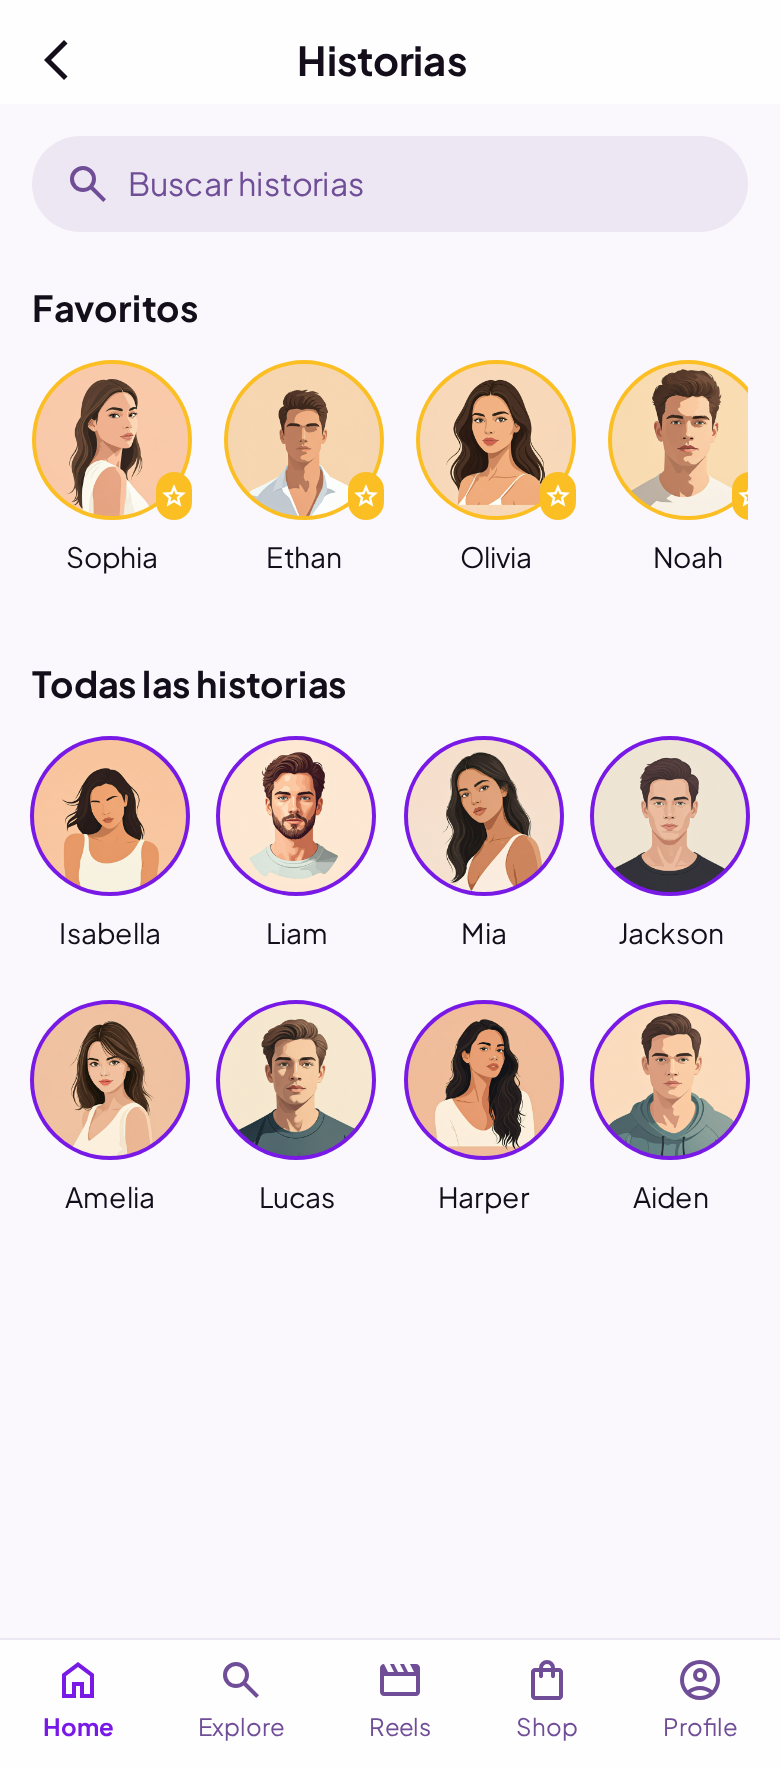 Historias
Buscar historias
Favoritos
Sophia Ethan Olivia Noah
Todas las historias
Isabella Liam Mia Jackson
Amelia Lucas Harper Aiden
Home Explore Reels Shop Profile